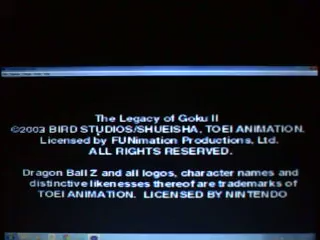 The Legacy of Goku II
©2003 BIRD STUDIOS/SHUEISHA, TOEI ANIMATION.
Licensed by FUNimation Productions, Ltd.
ALL RIGHTS RESERVED.
Dragon Ball Z and all logos, character names and
distinctive likenesses thereof are trademarks of
TOEI ANIMATION. LICENSED BY NINTENDO